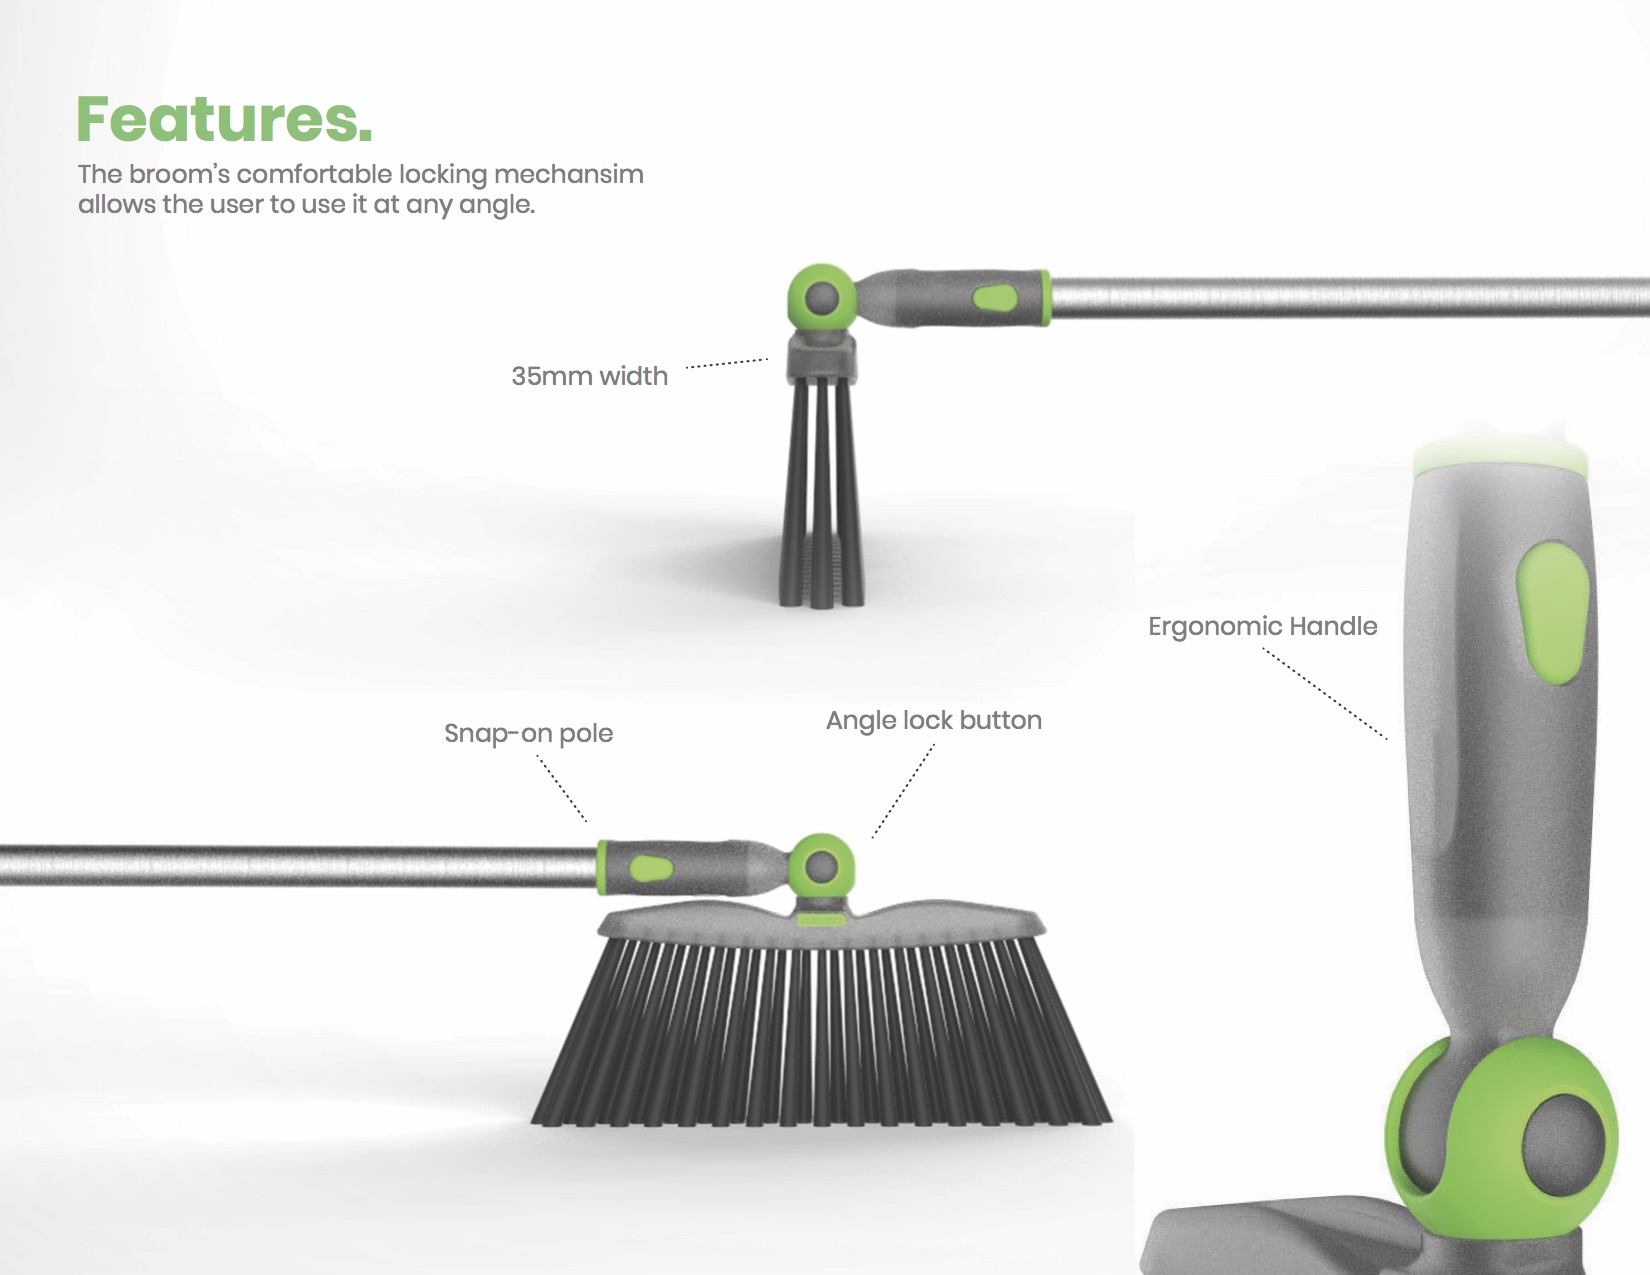 Features.
The broom's comfortable locking mechansim
allows the user to use it at any angle.
35mm width
Ergonomic Handle
Snap-on pole
Angle lock button